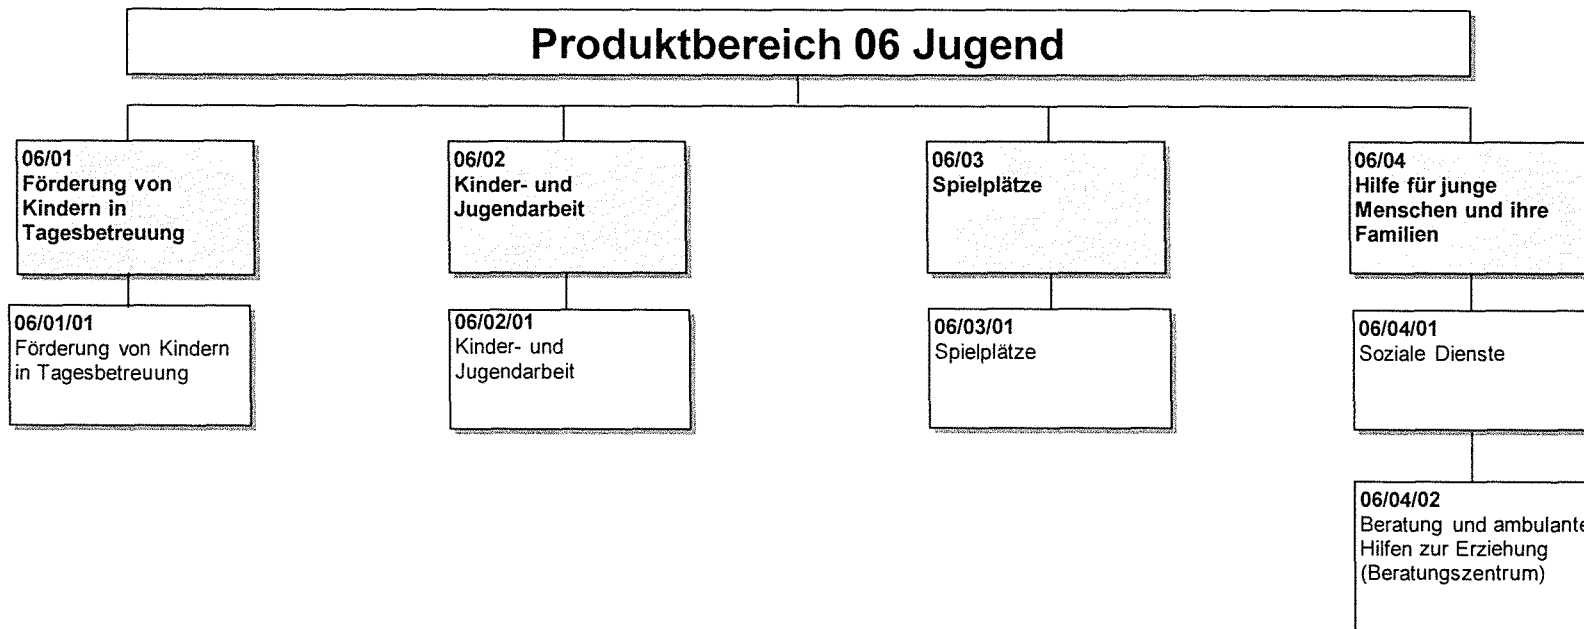 Produktbereich 06 Jugend
06/01
Förderung von
Kindern in
Tagesbetreuung
06/02
Kinder- und
Jugendarbeit
06/03
Spielplätze
06/04
Hilfe für junge
Menschen und ihre
Familien
06/01/01
Förderung von Kindern
in Tagesbetreuung
06/02/01
Kinder- und
Jugendarbeit
06/03/01
Spielplätze
06/04/01
Soziale Dienste
06/04/02
Beratung und ambulante
Hilfen zur Erziehung
(Beratungszentrum)